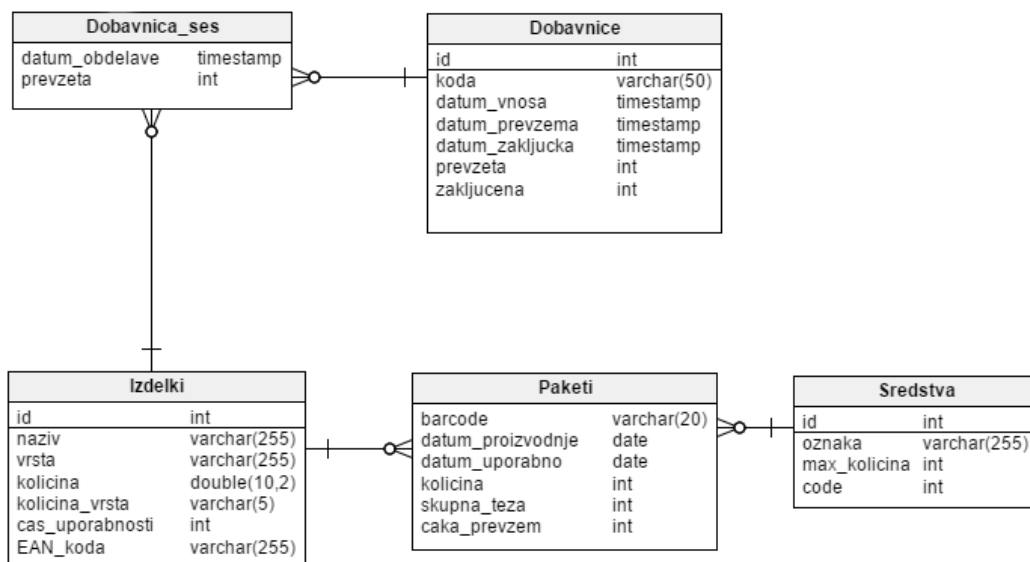 Dobavnica_ses
datum_obdelave timestamp
prevzeta int
Dobavnice
id int
koda varchar(50)
datum_vnosa timestamp
datum_prevzema timestamp
datum_zakljucka timestamp
prevzeta int
zakljucena int
Izdelki
id int
naziv varchar(255)
vrsta varchar(255)
kolicina double(10,2)
kolicina_vrsta varchar(5)
cas_uporabnosti int
EAN_koda varchar(255)
Paketi
barcode varchar(20)
datum_proizvodnje date
datum_uporabno date
kolicina int
skupna_teza int
caka_prevzem int
Sredstva
id int
oznaka varchar(255)
max_kolicina int
code int